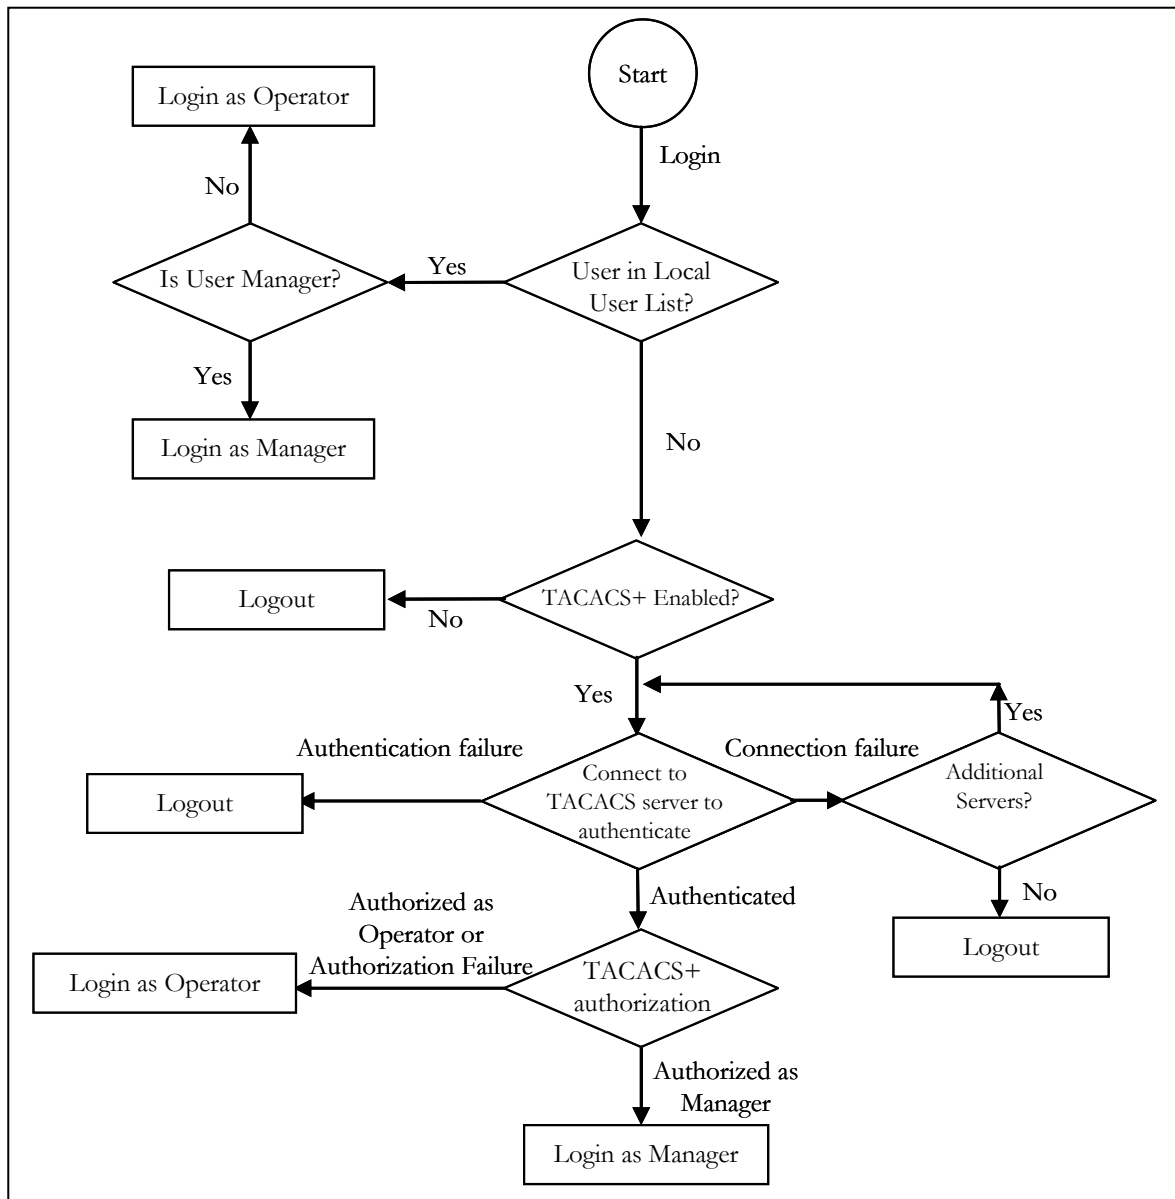 Start
Login as Operator
Login
No
Is User Manager?
Yes
User in Local
User List?
Yes
Login as Manager
No
TACACS+ Enabled?
Logout
No
Yes
Yes
Authentication failure
Connection failure
Connect to
TACACS server to
authenticate
Additional
Servers?
Logout
Authenticated
No
Authorized as
Operator or
Authorization Failure
Logout
Login as Operator
TACACS+
authorization
Authorized as
Manager
Login as Manager